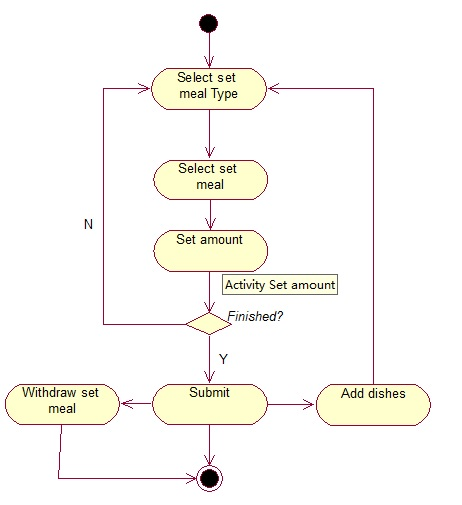 Select set
meal Type
Select set
meal
N
Set amount
Activity Set amount
Finished?
Y
Withdraw set
meal
Submit
Add dishes